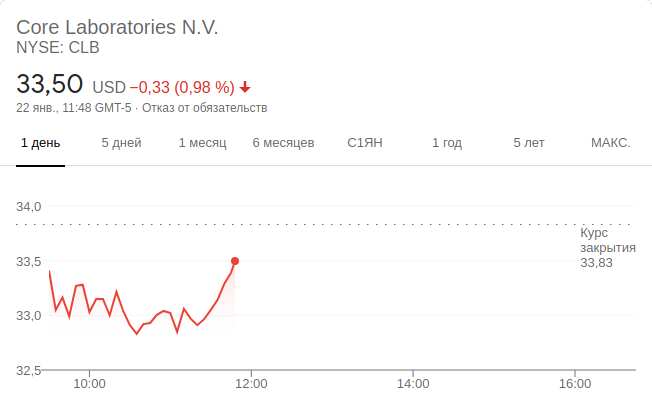 Core Laboratories N.V.
NYSE: CLB
33,50 USD −0,33 (0,98 %)
22 янв., 11:48 GMT-5 · Отказ от обязательств
1 день 5 дней 1 месяц 6 месяцев С1ЯН 1 год 5 лет МАКС.
34,0
Курс
закрытия
33,83
33,5
33,0
32,5
10:00 12:00 14:00 16:00